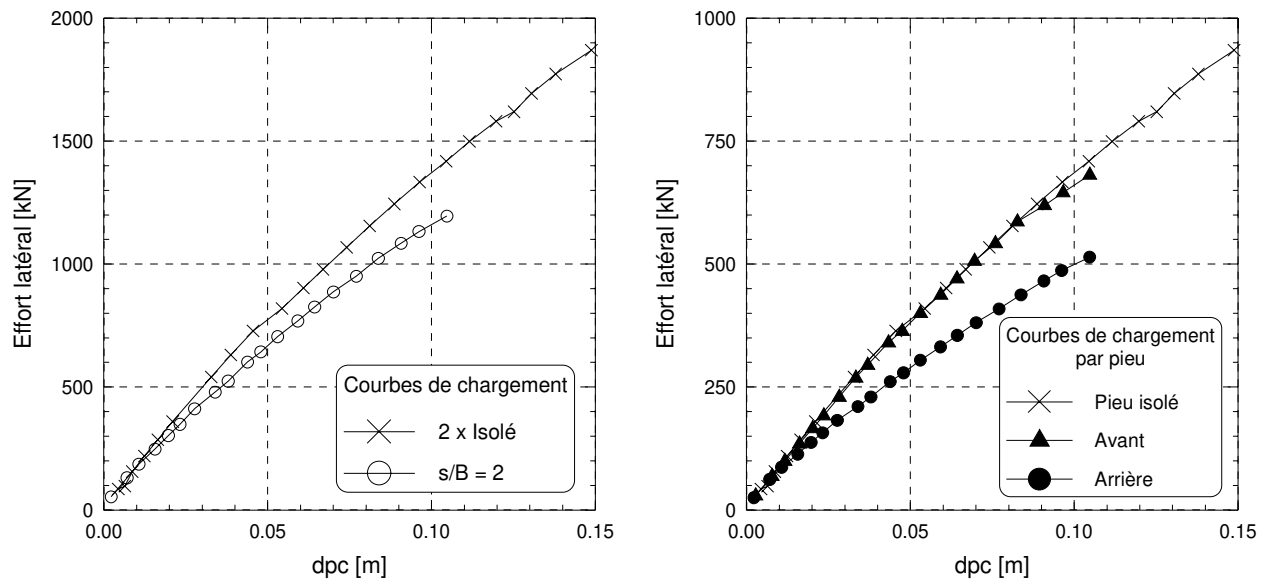 2000
1500
1000
500
0
0.00
0.05
0.10
0.15
Effort latéral [kN]
dpc [m]
Courbes de chargement
2 x Isolé
s/B = 2
1000
750
500
250
0
0.00
0.05
0.10
0.15
Effort latéral [kN]
dpc [m]
Courbes de chargement
par pieu
Pieu isolé
Avant
Arrière